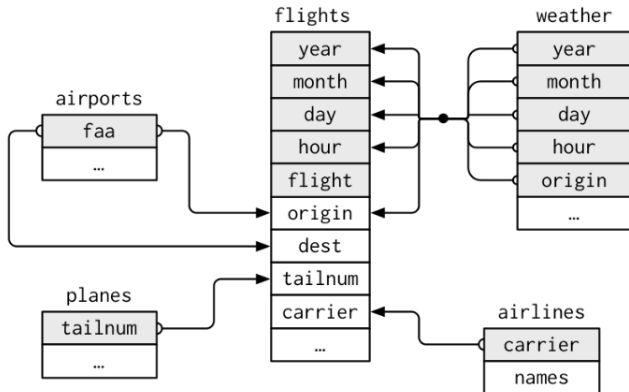 flights
year
month
day
hour
flight
origin
dest
tailnum
carrier
…
weather
year
month
day
hour
origin
…
airports
faa
…
planes
tailnum
…
airlines
carrier
names